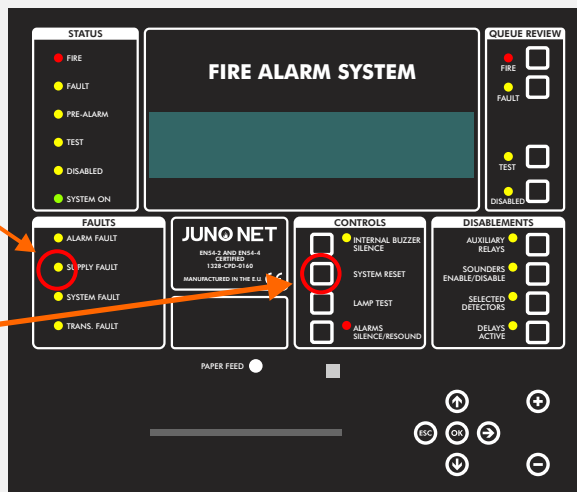 STATUS
FIRE
FAULT
PRE-ALARM
TEST
DISABLED
SYSTEM ON
FIRE ALARM SYSTEM
QUEUE REVIEW
FIRE
FAULT
TEST
DISABLED
FAULTS
ALARM FAULT
SUPPLY FAULT
SYSTEM FAULT
TRANS. FAULT
JUNO NET
EN54-2 AND EN54-4
CERTIFIED
1328-CPD-0160
MANUFACTURED IN THE E.U. CE
CONTROLS
INTERNAL BUZZER
SILENCE
SYSTEM RESET
LAMP TEST
ALARMS
SILENCE/RESOUND
DISABLEMENTS
AUXILIARY
RELAYS
SOUNDERS
ENABLE/DISABLE
SELECTED
DETECTORS
DELAYS
ACTIVE
PAPER FEED
ESC
OK